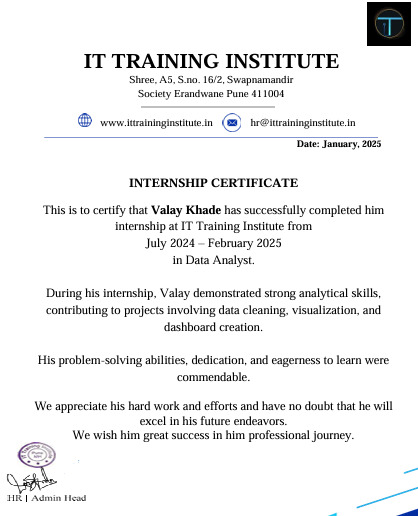 IT TRAINING INSTITUTE
Shree, A5, S.no. 16/2, Swapnamandir
Society Erandwane Pune 411004
www.ittraininginstitute.in hr@ittraininginstitute.in
Date: January, 2025
INTERNSHIP CERTIFICATE
This is to certify that Valay Khade has successfully completed him
internship at IT Training Institute from
July 2024 – February 2025
in Data Analyst.
During his internship, Valay demonstrated strong analytical skills,
contributing to projects involving data cleaning, visualization, and
dashboard creation.
His problem-solving abilities, dedication, and eagerness to learn were
commendable.
We appreciate his hard work and efforts and have no doubt that he will
excel in his future endeavors.
We wish him great success in him professional journey.
HR | Admin Head